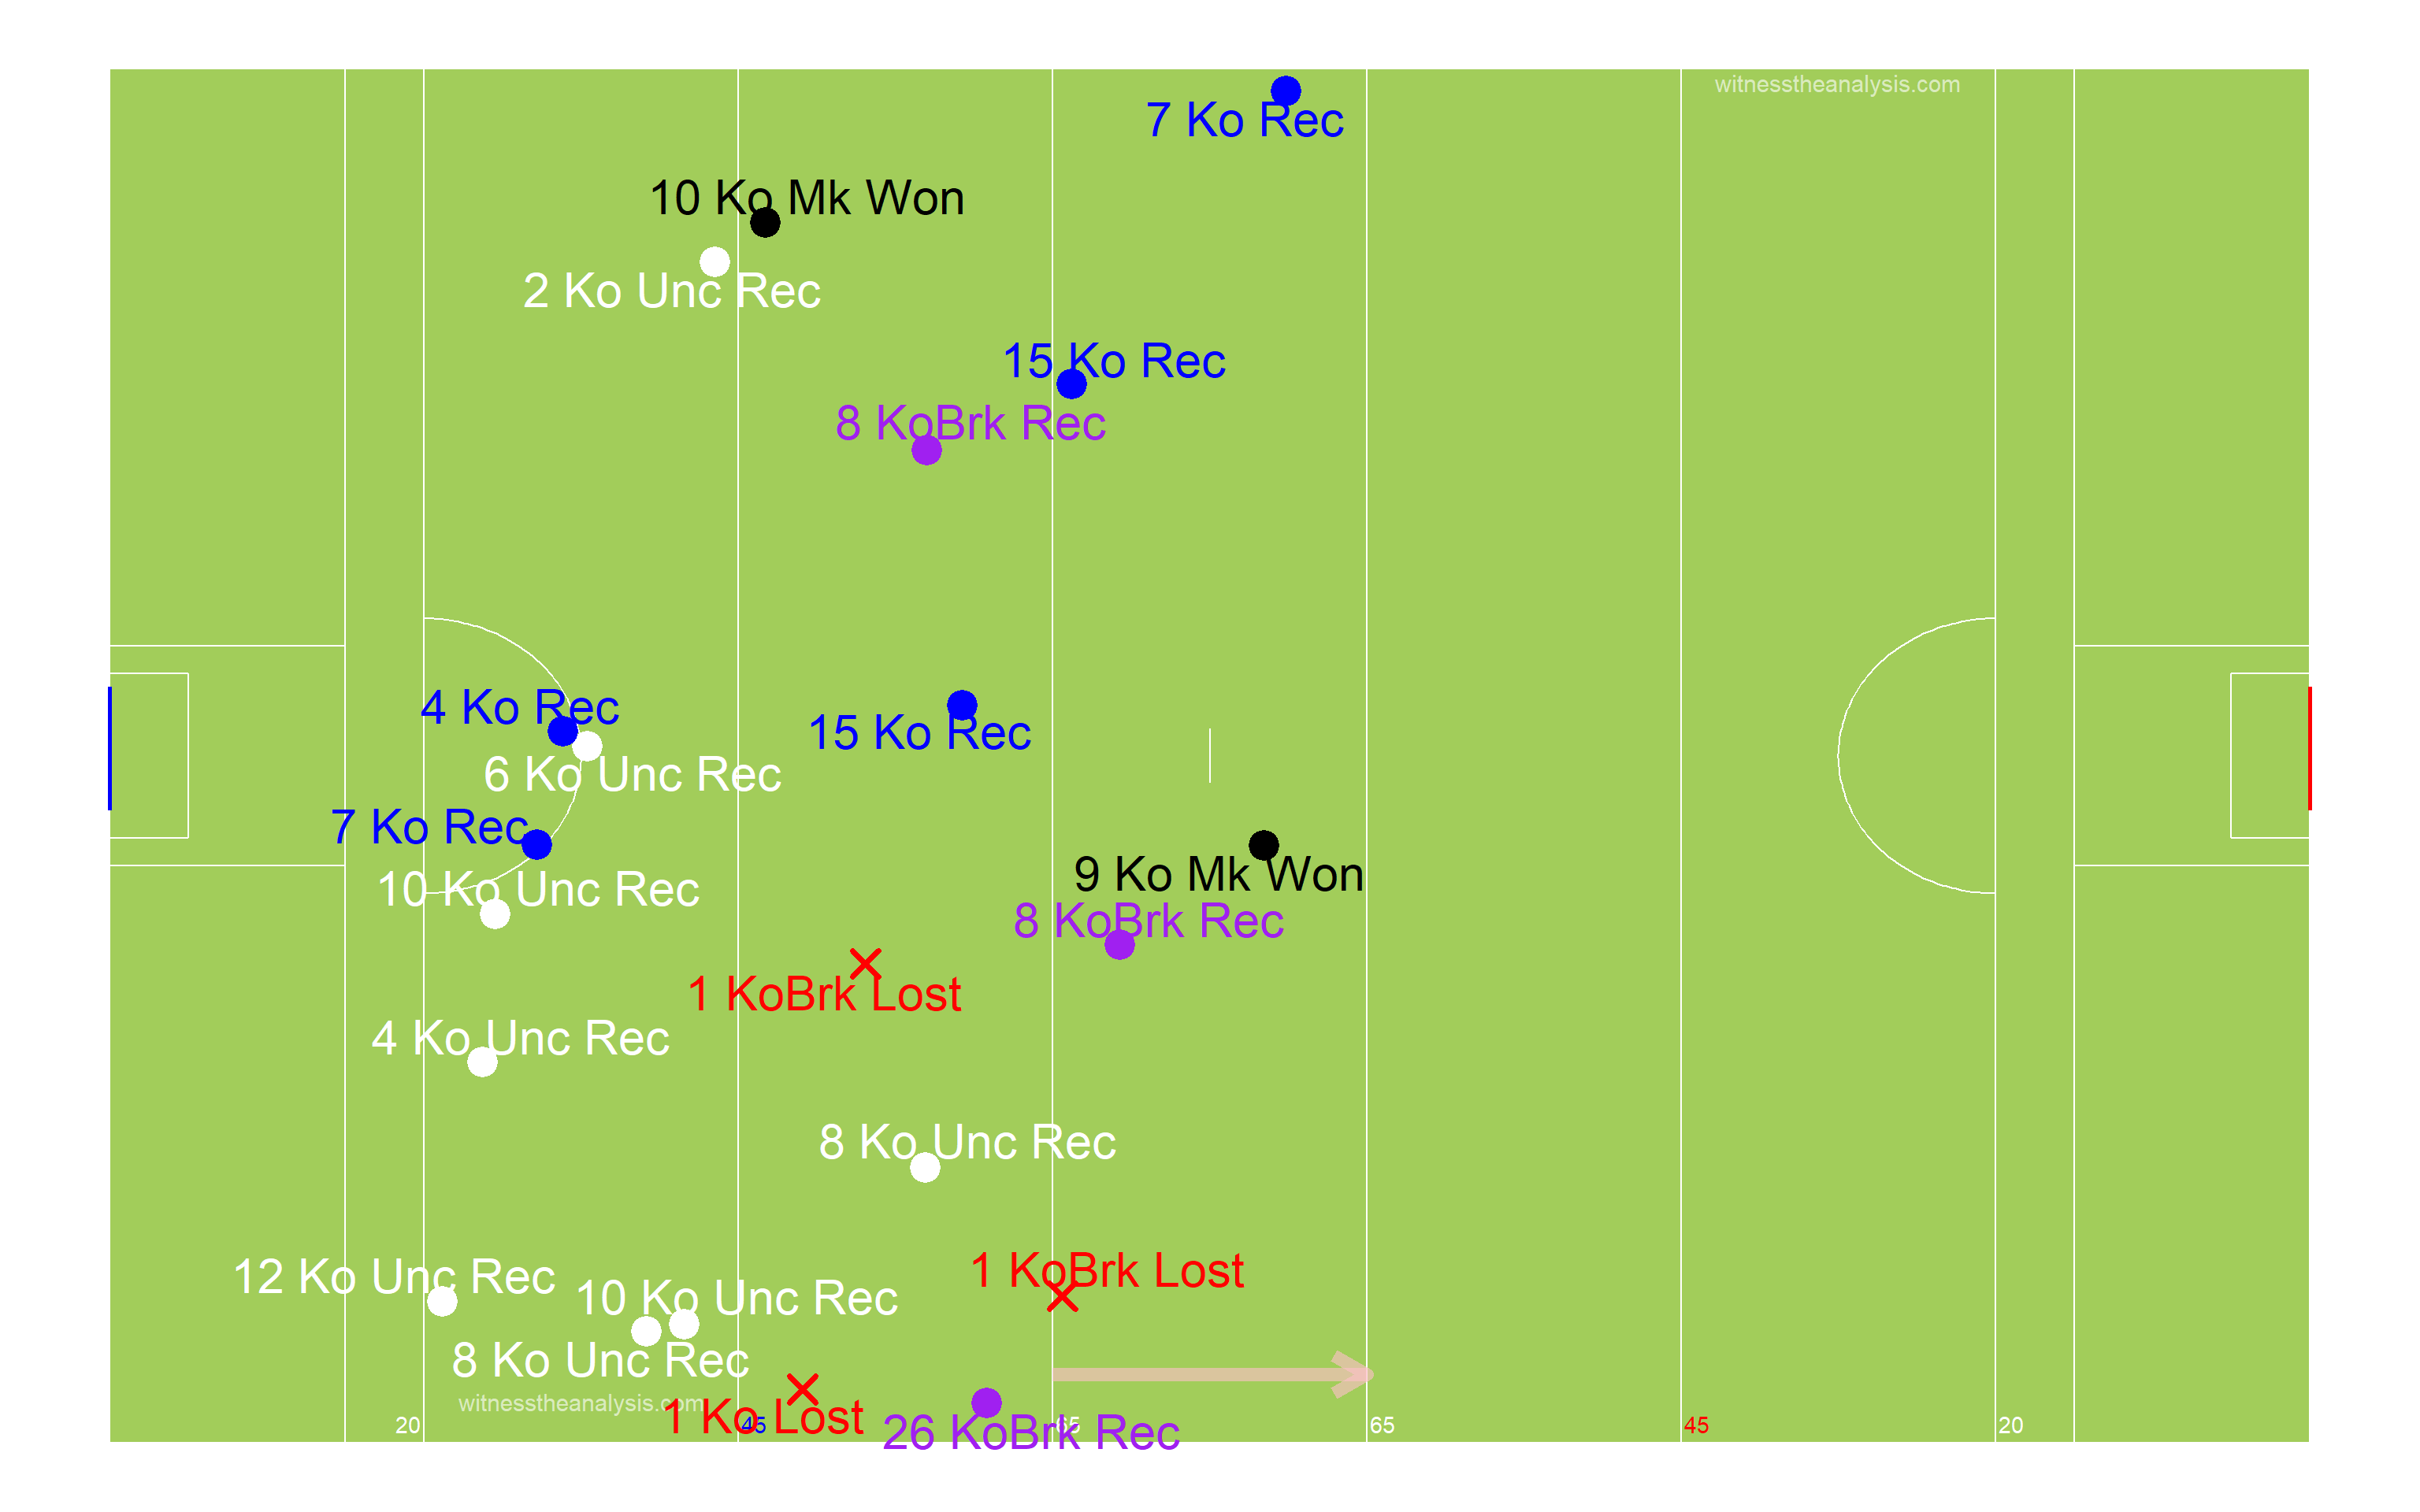 witnesstheanalysis.com
7 Ko Rec
10 Ko Mk Won
2 Ko Unc Rec
15 Ko Rec
8 KoBrk Rec
4 Ko Rec
15 Ko Rec
6 Ko Unc Rec
7 Ko Rec
9 Ko Mk Won
10 Ko Unc Rec
8 KoBrk Rec
1 KoBrk Lost
4 Ko Unc Rec
8 Ko Unc Rec
1 KoBrk Lost
12 Ko Unc Rec
10 Ko Unc Rec
8 Ko Unc Rec
witnesstheanalysis.com
1 Ko Lost
26 KoBrk Rec
20
45
65
65
45
20